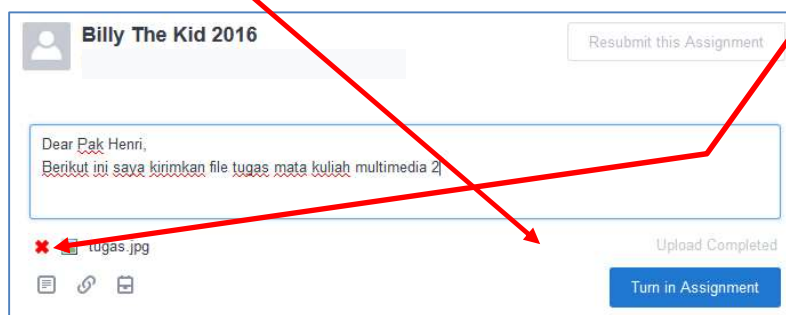 Billy The Kid 2016
Resubmit this Assignment
Dear Pak Henri,
Berikut ini saya kirimkan file tugas mata kuliah multimedia 2
tugas.jpg
Upload Completed
Turn in Assignment